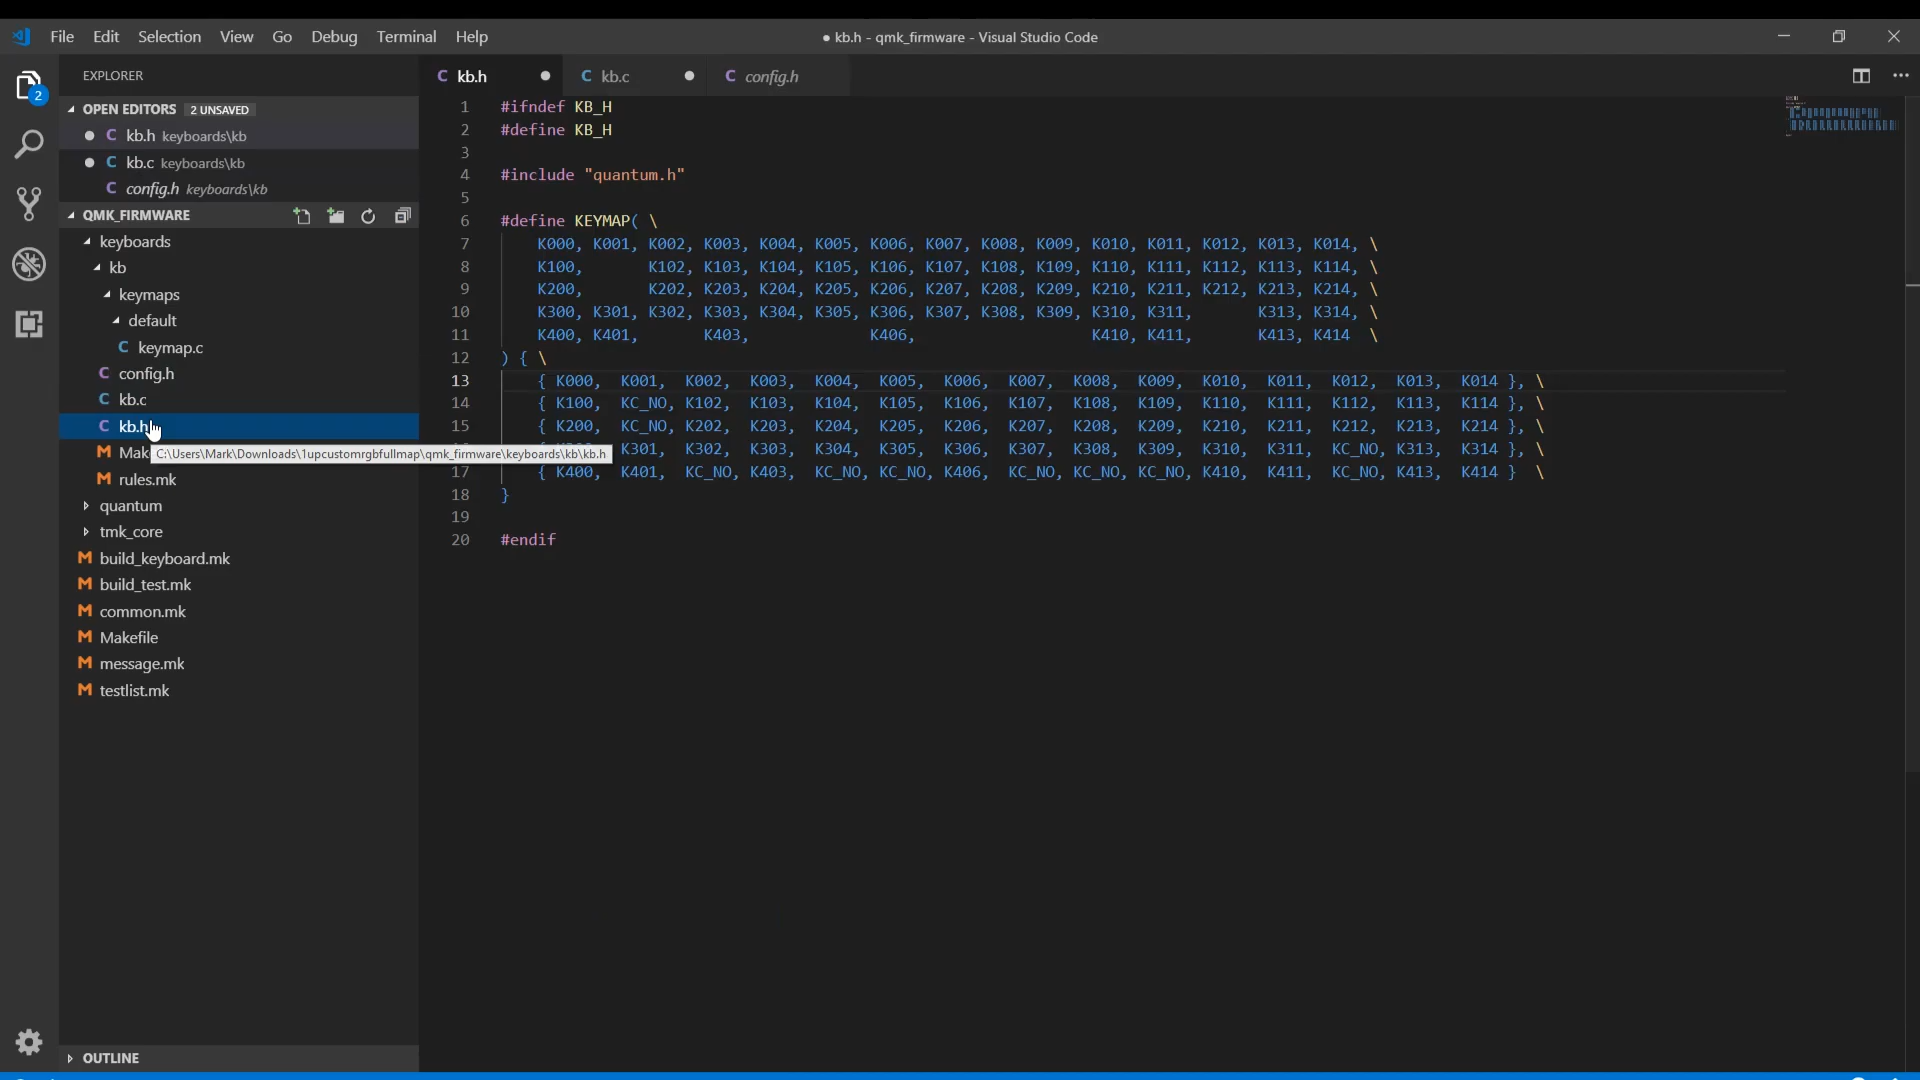 File Edit Selection View Go Debug Terminal Help
● kb.h - qmk_firmware - Visual Studio Code
EXPLORER
2
OPEN EDITORS 2 UNSAVED
C kb.h keyboards\kb
C kb.c keyboards\kb
C config.h keyboards\kb
QMK_FIRMWARE
keyboards
kb
keymaps
default
C keymap.c
C config.h
C kb.c
C kb.h
M Mak
C:\Users\Mark\Downloads\1upcustomrgbfullmap\qmk_firmware\keyboards\kb\kb.h
M rules.mk
quantum
tmk_core
M build_keyboard.mk
M build_test.mk
M common.mk
M Makefile
M message.mk
M testlist.mk
OUTLINE
C kb.h C kb.c C config.h
1 #ifndef KB_H
2 #define KB_H
3
4 #include "quantum.h"
5
6 #define KEYMAP( \
7 K000, K001, K002, K003, K004, K005, K006, K007, K008, K009, K010, K011, K012, K013, K014, \
8 K100, K102, K103, K104, K105, K106, K107, K108, K109, K110, K111, K112, K113, K114, \
9 K200, K202, K203, K204, K205, K206, K207, K208, K209, K210, K211, K212, K213, K214, \
10 K300, K301, K302, K303, K304, K305, K306, K307, K308, K309, K310, K311, K313, K314, \
11 K400, K401, K403, K406, K410, K411, K413, K414 \
12 ) { \
13 { K000, K001, K002, K003, K004, K005, K006, K007, K008, K009, K010, K011, K012, K013, K014 }, \
14 { K100, KC_NO, K102, K103, K104, K105, K106, K107, K108, K109, K110, K111, K112, K113, K114 }, \
15 { K200, KC_NO, K202, K203, K204, K205, K206, K207, K208, K209, K210, K211, K212, K213, K214 }, \
K301, K302, K303, K304, K305, K306, K307, K308, K309, K310, K311, KC_NO, K313, K314 }, \
17 { K400, K401, KC_NO, K403, KC_NO, KC_NO, K406, KC_NO, KC_NO, KC_NO, K410, K411, KC_NO, K413, K414 } \
18 }
19
20 #endif